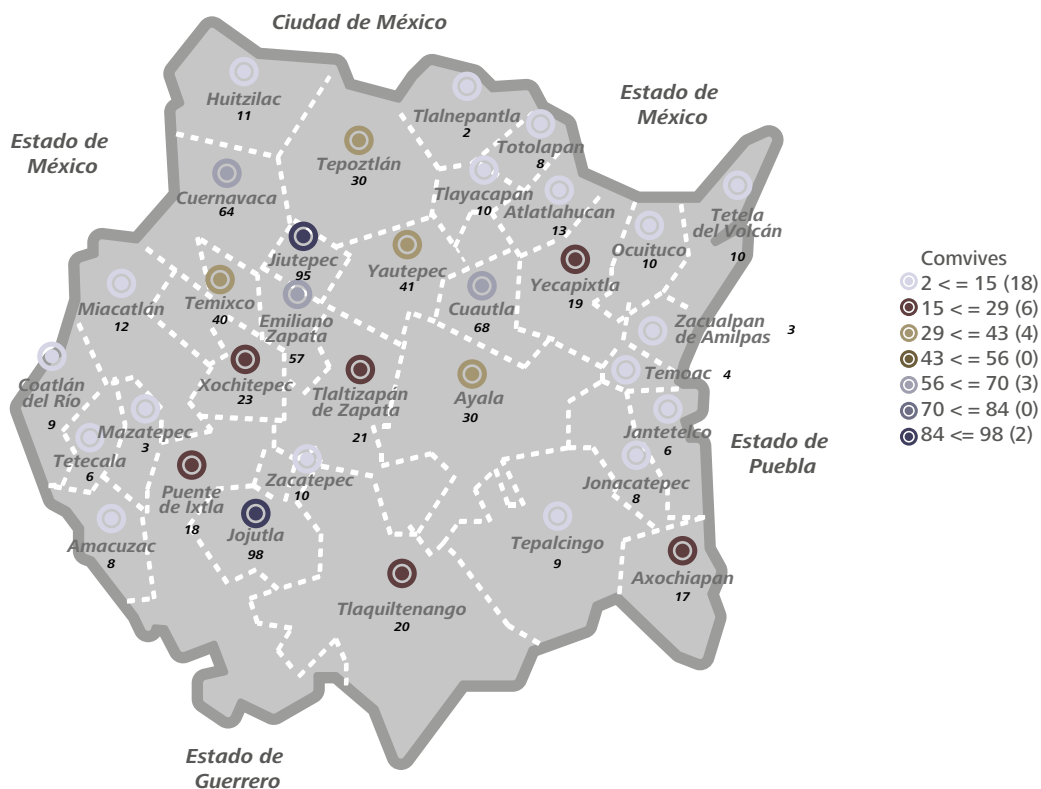 Ciudad de México
Estado de
México
Estado de
México
Huitzilac
11
Tlalnepantla
2
Totolapan
8
Tepoztlán
30
Cuernavaca
64
Tlayacapan
10
Atlatlahucan
13
Tetela
del Volcán
10
Ocuituco
10
Jiutepec
95
Yautepec
41
Yecapixtla
19
Miacatlán
12
Temixco
40
Emiliano
Zapata
57
Cuautla
68
Zacualpan
de Amilpas
3
Temoac
4
Coatlán
del Río
9
Xochitepec
23
Tlaltizapán
de Zapata
21
Ayala
30
Mazatepec
3
Tetecala
6
Jantetelco
6
Estado de
Puebla
Puente
de Ixtla
18
Zacatepec
10
Jonacatepec
8
Amacuzac
8
Jojutla
98
Tepalcingo
9
Axochiapan
17
Tlaquiltenango
20
Estado de
Guerrero
Comvives
2 < = 15 (18)
15 < = 29 (6)
29 < = 43 (4)
43 < = 56 (0)
56 < = 70 (3)
70 < = 84 (0)
84 <= 98 (2)